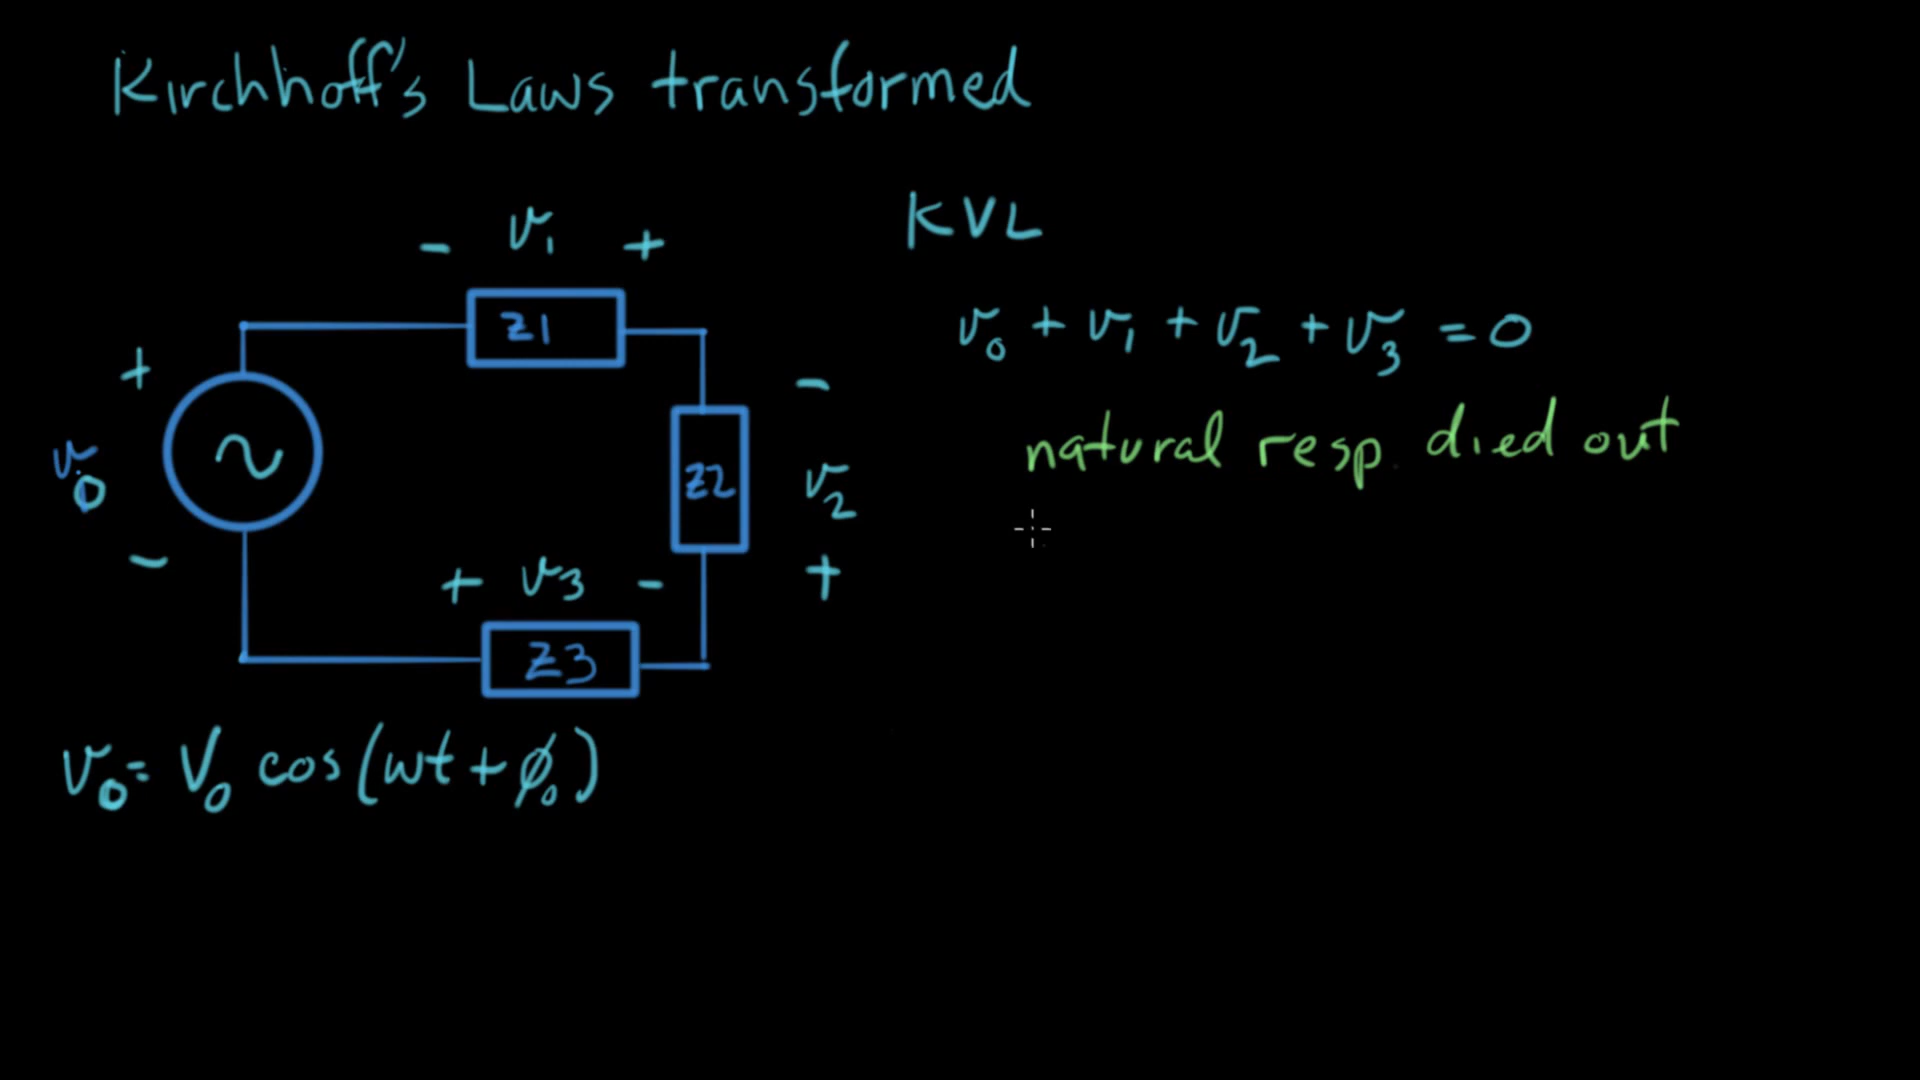 Kirchhoff's Laws transformed
KVL
- v₁ +
z1
v₀ + v₁ + v₂ + v₃ = 0
+
-
natural resp. died out
v₀
z2
v₂
-
+ v₃ -
+
z3
v₀ = V₀ cos(ωt + ϕ₀)